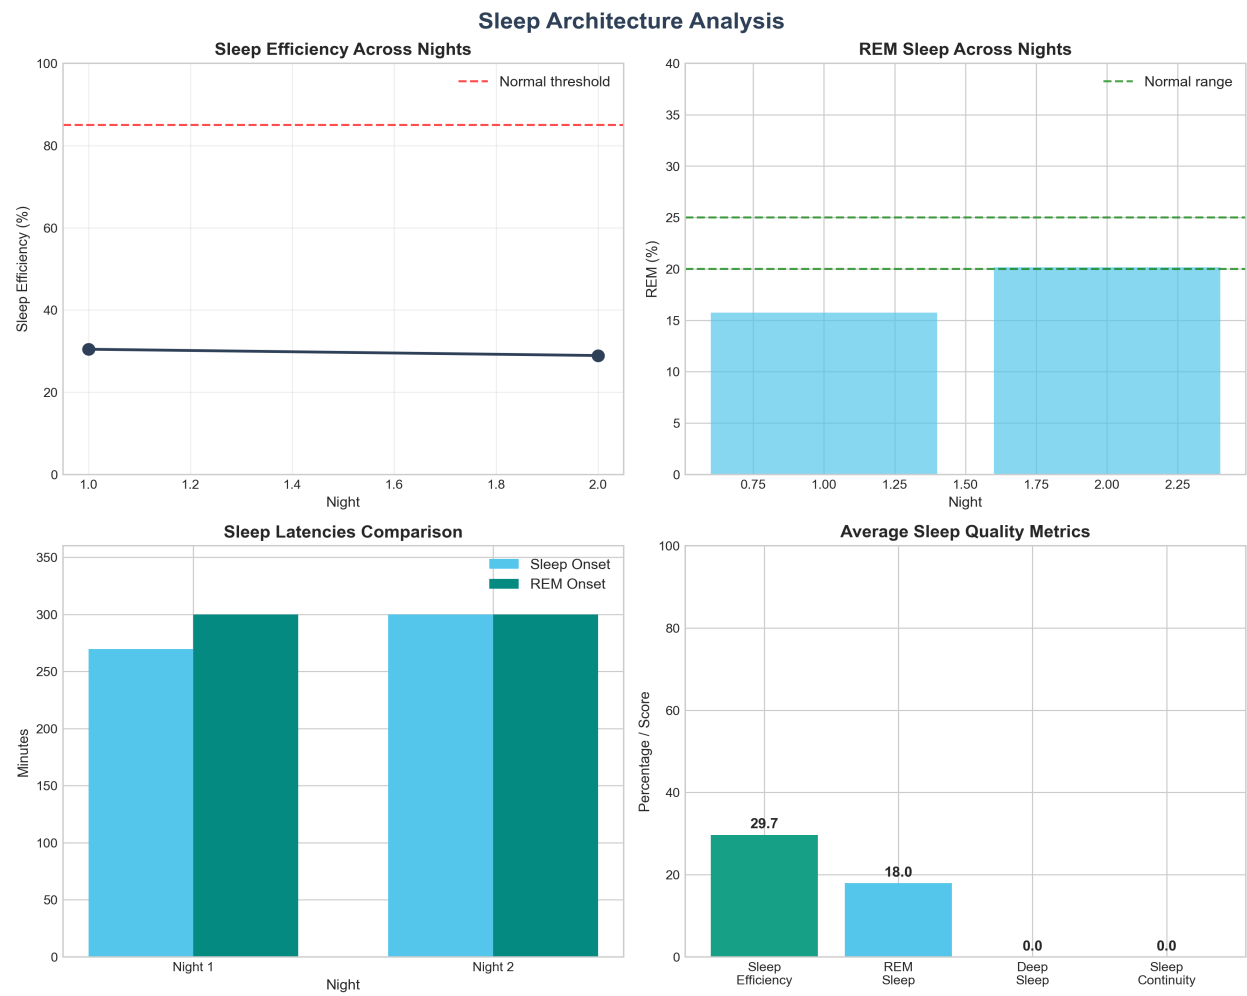 Sleep Architecture Analysis
Sleep Efficiency Across Nights
100
80
60
40
20
0
Sleep Efficiency (%)
Normal threshold
1.0
1.2
1.4
1.6
1.8
2.0
Night
REM Sleep Across Nights
40
35
30
25
20
15
10
5
0
REM (%)
Normal range
0.75
1.00
1.25
1.50
1.75
2.00
2.25
Night
Sleep Latencies Comparison
350
300
250
200
150
100
50
0
Minutes
Sleep Onset
REM Onset
Night 1
Night 2
Night
Average Sleep Quality Metrics
100
80
60
40
20
0
Percentage / Score
29.7
18.0
0.0
0.0
Sleep
Efficiency
REM
Sleep
Deep
Sleep
Sleep
Continuity